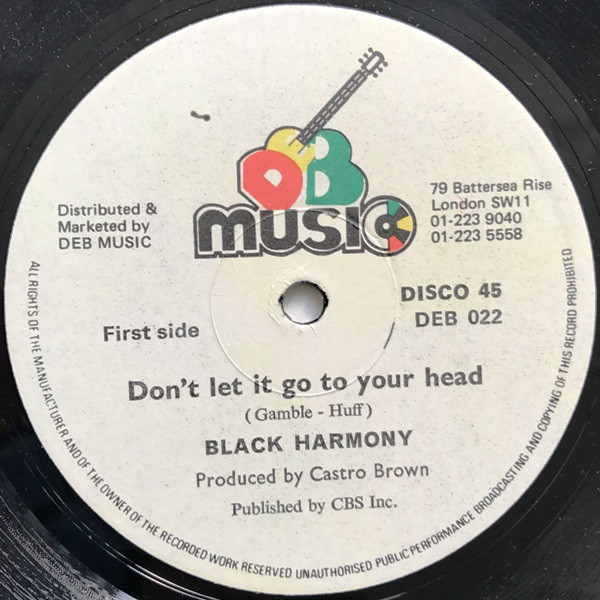 DEB
MUSIC
Distributed &
Marketed by
DEB MUSIC
79 Battersea Rise
London SW11
01-223 9040
01-223 5558
DISCO 45
DEB 022
First side
Don't let it go to your head
( Gamble - Huff )
BLACK HARMONY
Produced by Castro Brown
Published by CBS Inc.
ALL RIGHTS OF THE MANUFACTURER AND OF THE OWNER OF THE RECORDED WORK RESERVED UNAUTHORISED PUBLIC PERFORMANCE BROADCASTING AND COPYING OF THIS RECORD PROHIBITED